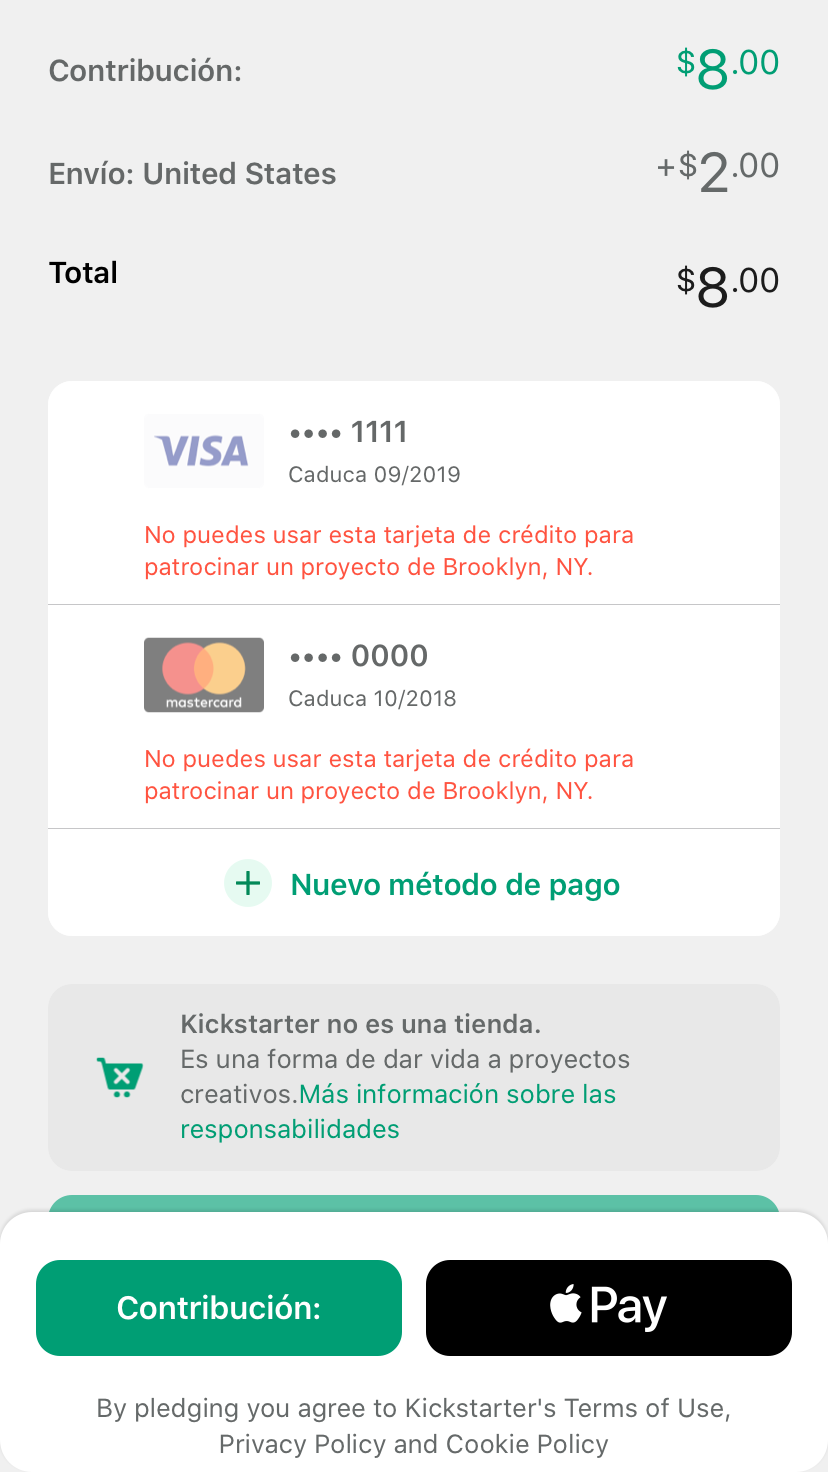 Contribución: $8.00
Envío: United States +$2.00
Total $8.00
VISA •••• 1111
Caduca 09/2019
No puedes usar esta tarjeta de crédito para
patrocinar un proyecto de Brooklyn, NY.
mastercard •••• 0000
Caduca 10/2018
No puedes usar esta tarjeta de crédito para
patrocinar un proyecto de Brooklyn, NY.
+ Nuevo método de pago
Kickstarter no es una tienda.
Es una forma de dar vida a proyectos
creativos.Más información sobre las
responsabilidades
Contribución: Pay
By pledging you agree to Kickstarter's Terms of Use,
Privacy Policy and Cookie Policy